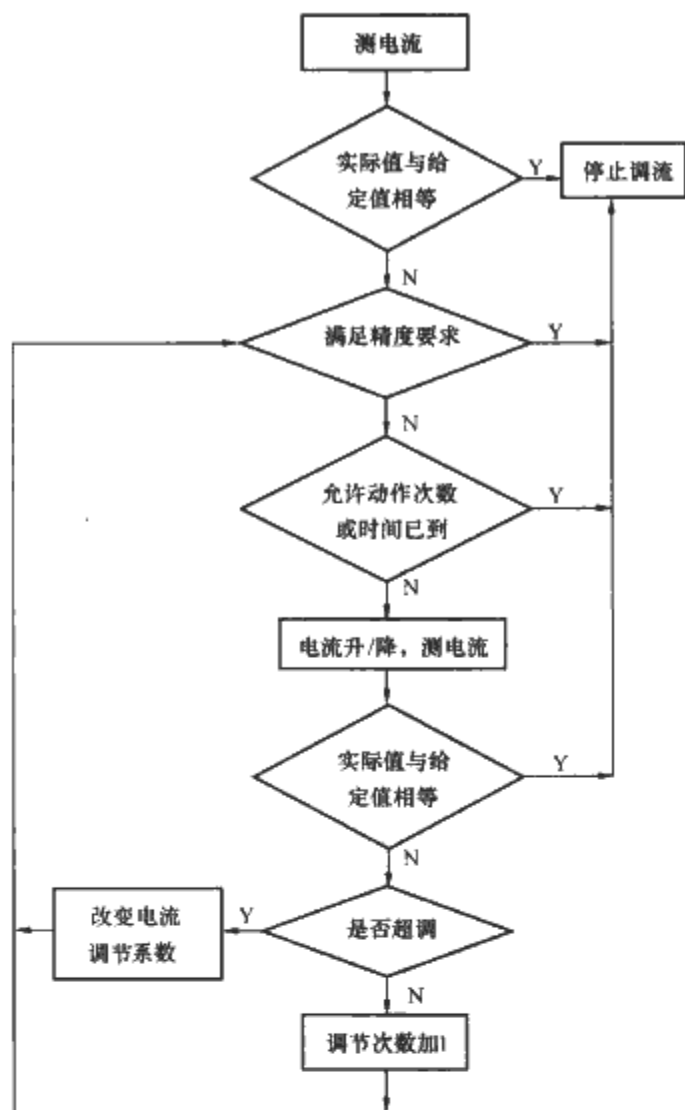 测电流
实际值与给
定值相等
Y
停止调流
N
满足精度要求
Y
N
允许动作次数
或时间已到
Y
N
电流升/降，测电流
实际值与给
定值相等
Y
N
改变电流
调节系数
Y
是否超调
N
调节次数加1